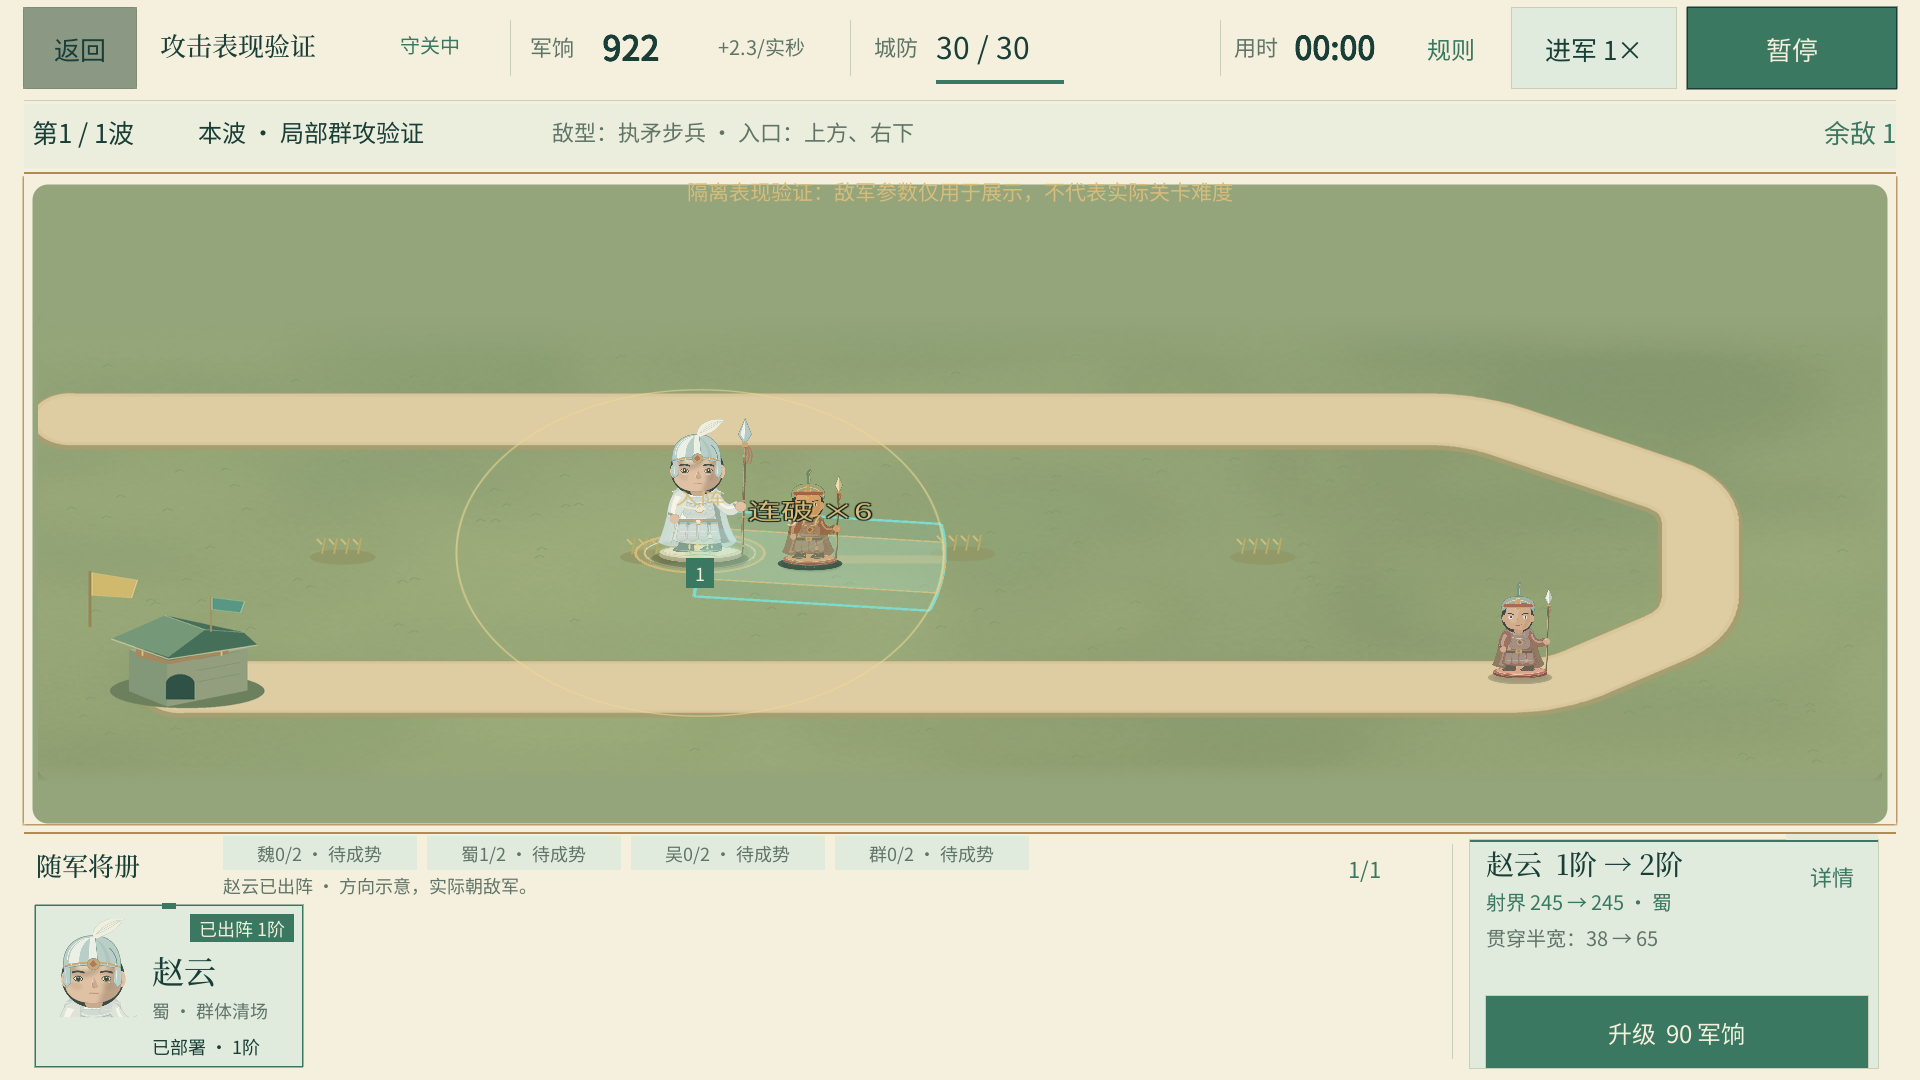 返回
攻击表现验证
守关中
军饷 922 +2.3/实秒
城防 30 / 30
用时 00:00
规则
进军 1×
暂停
第1 / 1波
本波 · 局部群攻验证
敌型：执矛步兵 · 入口：上方、右下
余敌 1
隔离表现验证：敌军参数仅用于展示，不代表实际关卡难度
连破 ×6
1
随军将册
魏0/2 · 待成势
蜀1/2 · 待成势
吴0/2 · 待成势
群0/2 · 待成势
赵云已出阵 · 方向示意，实际朝敌军。
1/1
已出阵 1阶
赵云
蜀 · 群体清场
已部署 · 1阶
赵云 1阶 → 2阶
详情
射界 245 → 245 · 蜀
贯穿半宽：38 → 65
升级 90 军饷